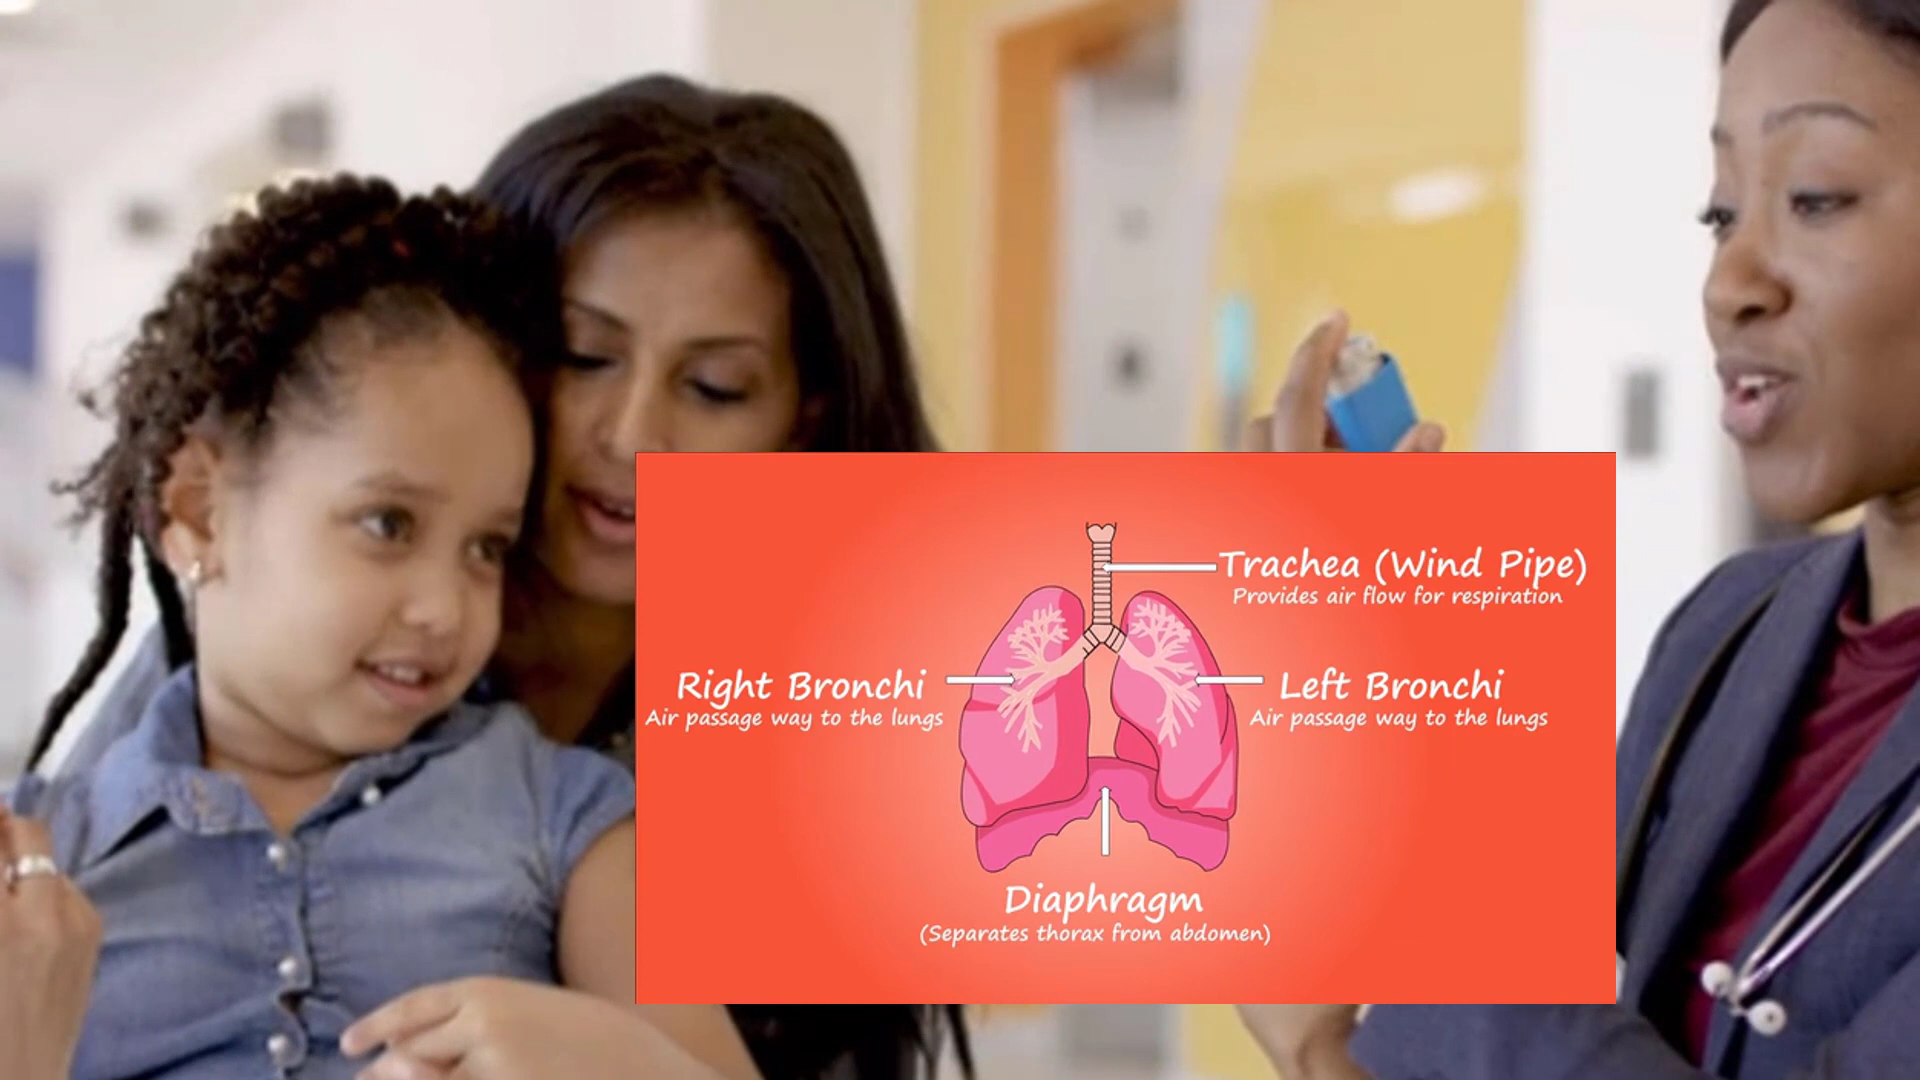 Trachea (Wind Pipe)
Provides air flow for respiration
Right Bronchi
Air passage way to the lungs
Left Bronchi
Air passage way to the lungs
Diaphragm
(Separates thorax from abdomen)